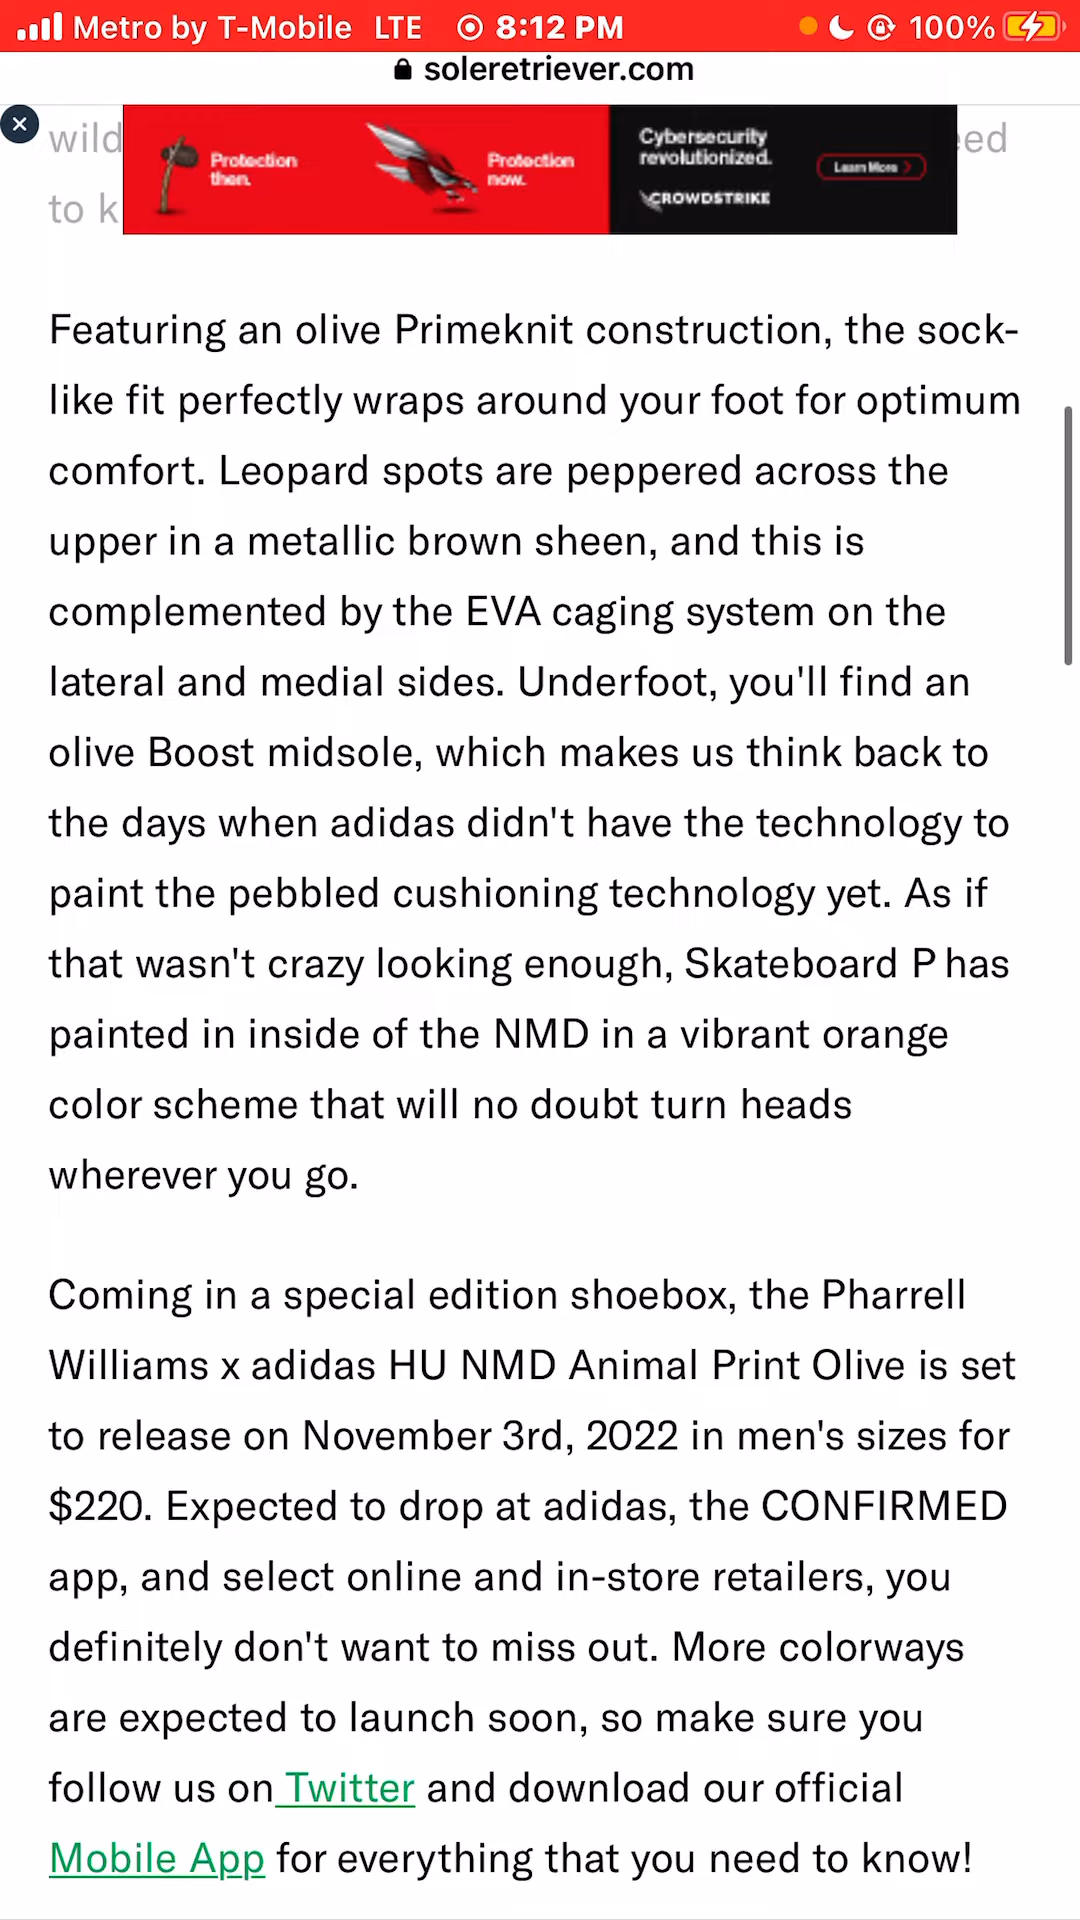 Metro by T-Mobile LTE 8:12 PM 100%
soleretriever.com
wild
eed
to k
Protection then.
Protection now.
Cybersecurity revolutionized.
CROWDSTRIKE
Learn More
Featuring an olive Primeknit construction, the sock-
like fit perfectly wraps around your foot for optimum
comfort. Leopard spots are peppered across the
upper in a metallic brown sheen, and this is
complemented by the EVA caging system on the
lateral and medial sides. Underfoot, you'll find an
olive Boost midsole, which makes us think back to
the days when adidas didn't have the technology to
paint the pebbled cushioning technology yet. As if
that wasn't crazy looking enough, Skateboard P has
painted in inside of the NMD in a vibrant orange
color scheme that will no doubt turn heads
wherever you go.
Coming in a special edition shoebox, the Pharrell
Williams x adidas HU NMD Animal Print Olive is set
to release on November 3rd, 2022 in men's sizes for
$220. Expected to drop at adidas, the CONFIRMED
app, and select online and in-store retailers, you
definitely don't want to miss out. More colorways
are expected to launch soon, so make sure you
follow us on Twitter and download our official
Mobile App for everything that you need to know!